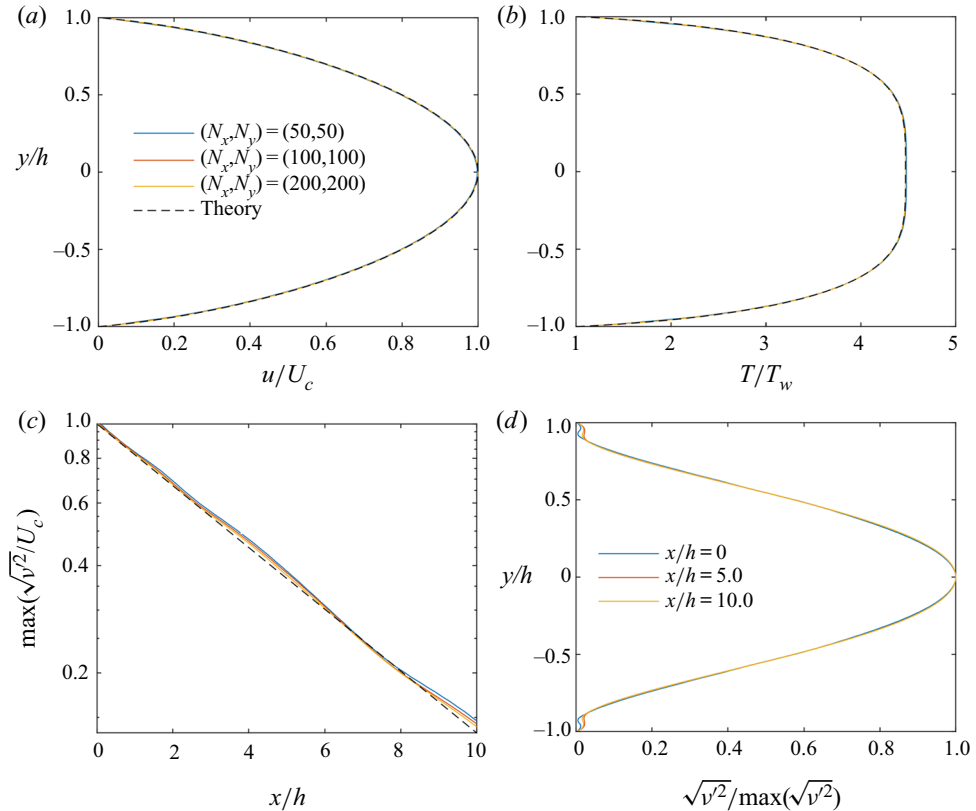 (a)
1.0
0.5
y/h
0
−0.5
−1.0
(N_x,N_y) = (50,50)
(N_x,N_y) = (100,100)
(N_x,N_y) = (200,200)
Theory
0 0.2 0.4 0.6 0.8 1.0
u/U_c
(b)
1.0
0.5
0
−0.5
−1.0
1 2 3 4 5
T/T_w
(c)
1.0
0.8
0.6
0.4
0.2
max(√v′²/U_c)
0 2 4 6 8 10
x/h
(d)
1.0
0.5
y/h
0
−0.5
−1.0
x/h = 0
x/h = 5.0
x/h = 10.0
0 0.2 0.4 0.6 0.8 1.0
√v′²/max(√v′²)